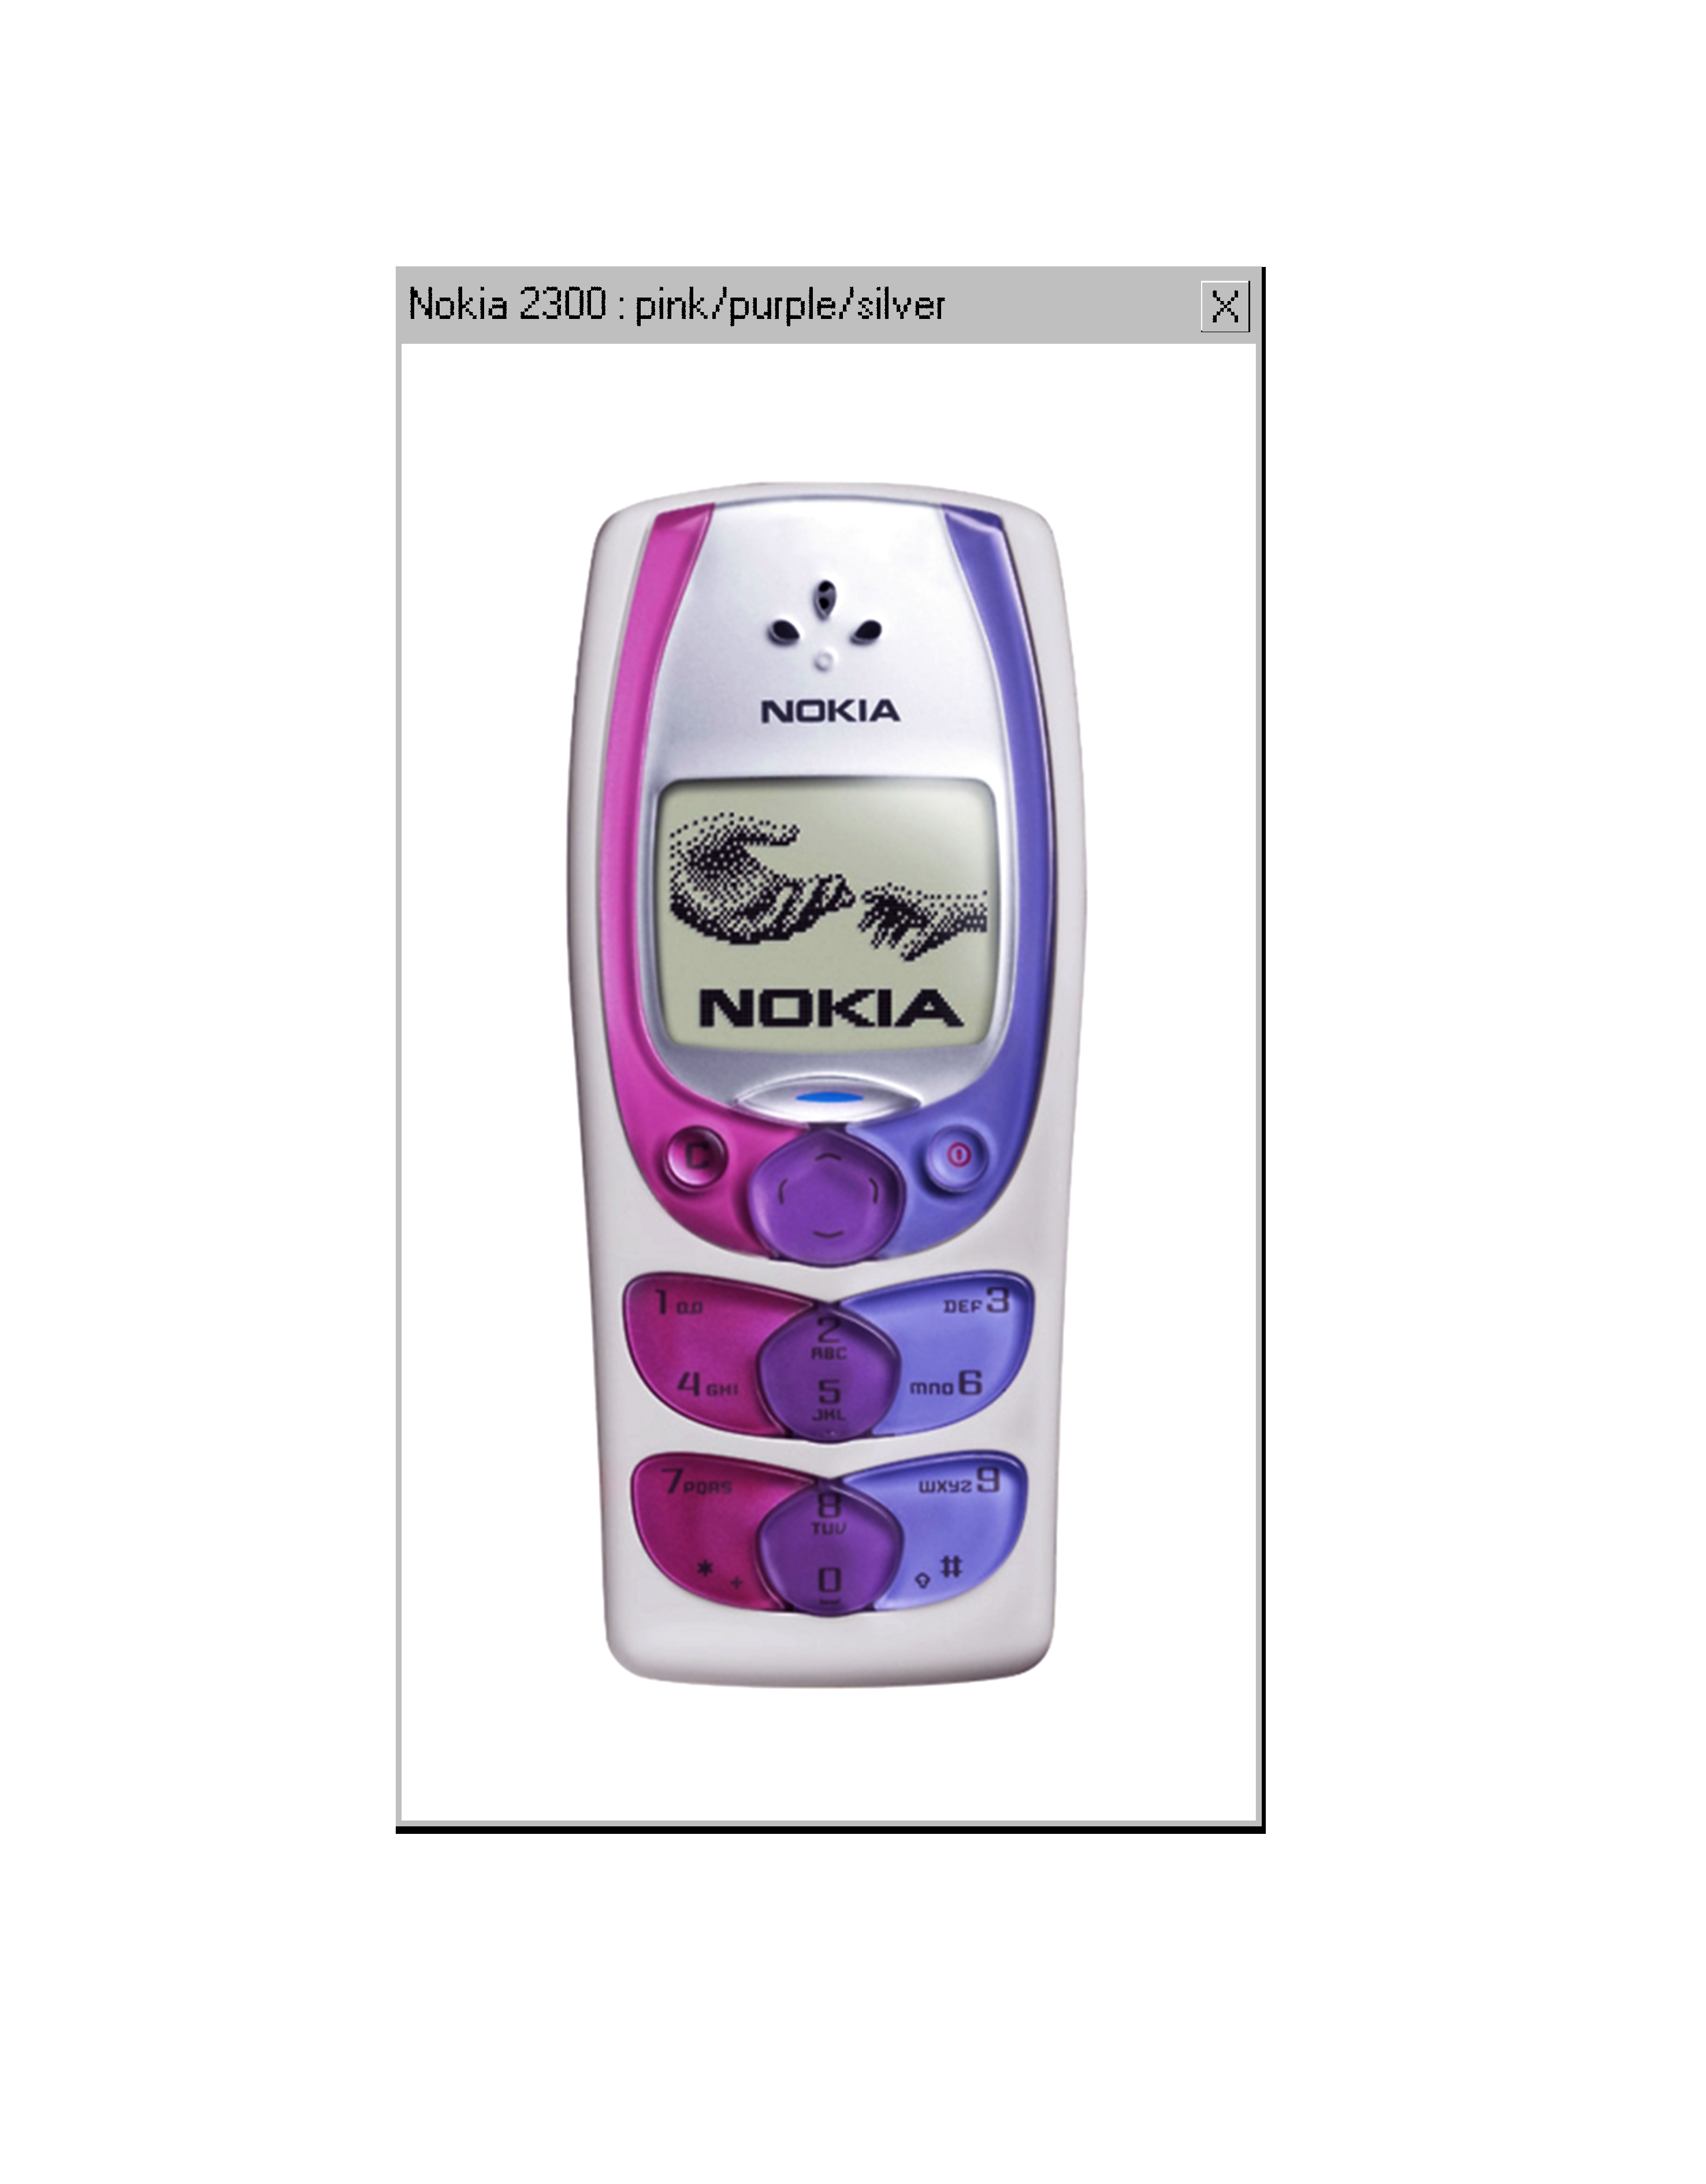 Nokia 2300 : pink/purple/silver X
NOKIA
NOKIA
C
1 o.o DEF 3
2
ABC
4 GHI mno 6
5
JKL
7 PQRS wxyz 9
8
TUV
* + #
0